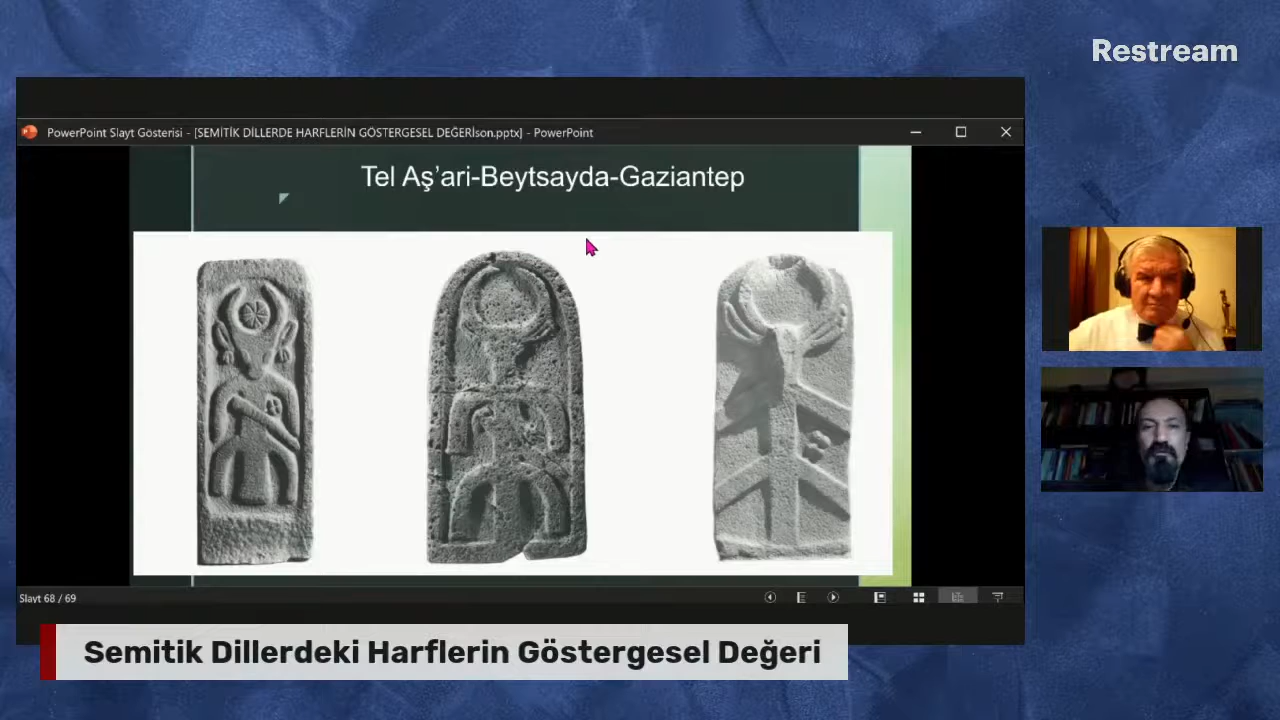 Restream
PowerPoint Slayt Gösterisi - [SEMİTİK DİLLERDE HARFLERİN GÖSTERGESEL DEĞERİson.pptx] - PowerPoint
Tel Aş'ari-Beytsayda-Gaziantep
Slayt 68 / 69
Semitik Dillerdeki Harflerin Göstergesel Değeri